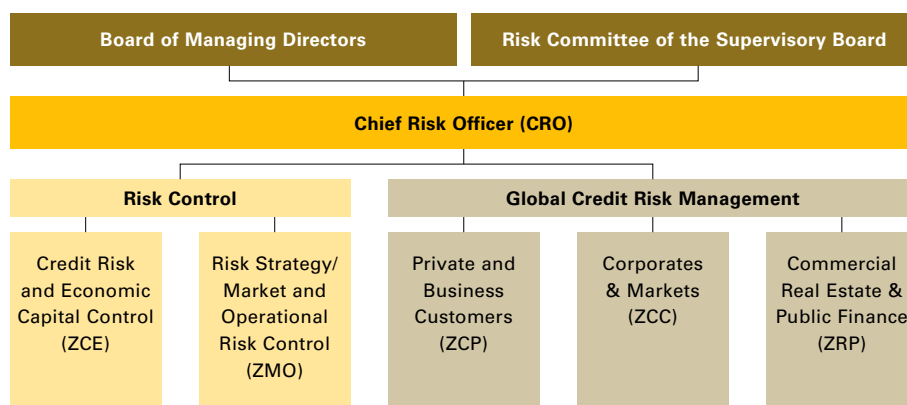 Board of Managing Directors
Risk Committee of the Supervisory Board
Chief Risk Officer (CRO)
Risk Control
Global Credit Risk Management
Credit Risk
and Economic
Capital Control
(ZCE)
Risk Strategy/
Market and
Operational
Risk Control
(ZMO)
Private and
Business
Customers
(ZCP)
Corporates
& Markets
(ZCC)
Commercial
Real Estate &
Public Finance
(ZRP)